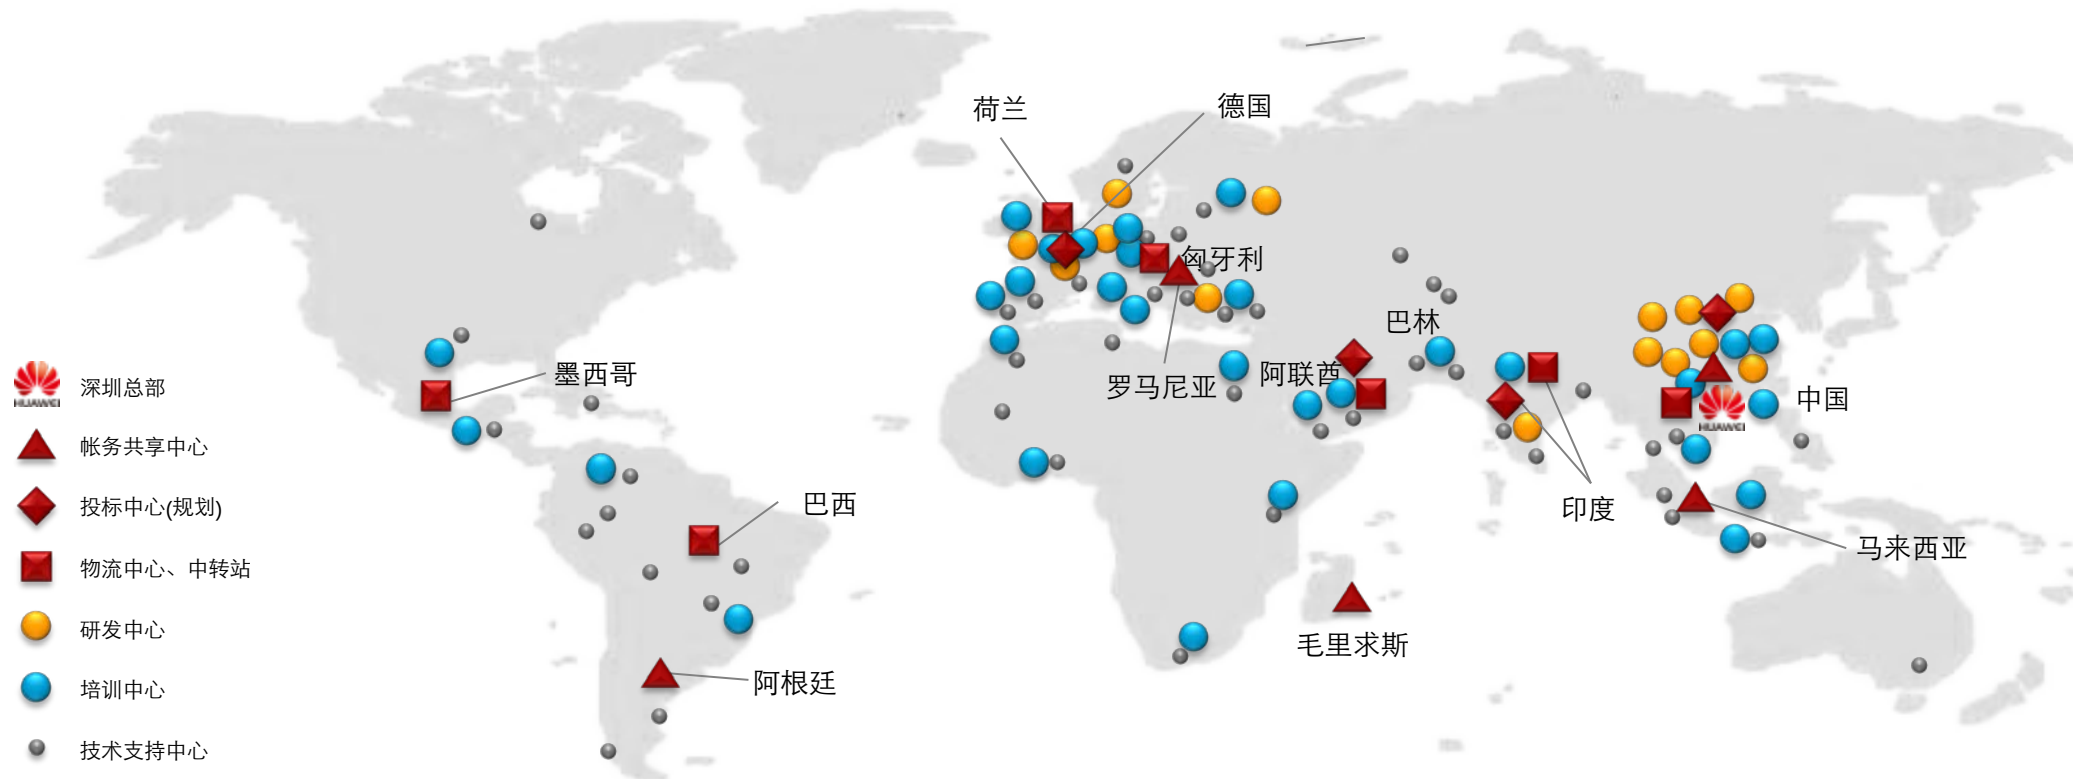 荷兰
德国
匈牙利
巴林
墨西哥
罗马尼亚
阿联酋
中国
深圳总部
HUAWEI
HUAWEI
帐务共享中心
投标中心(规划)
巴西
印度
物流中心、中转站
马来西亚
研发中心
毛里求斯
培训中心
阿根廷
技术支持中心